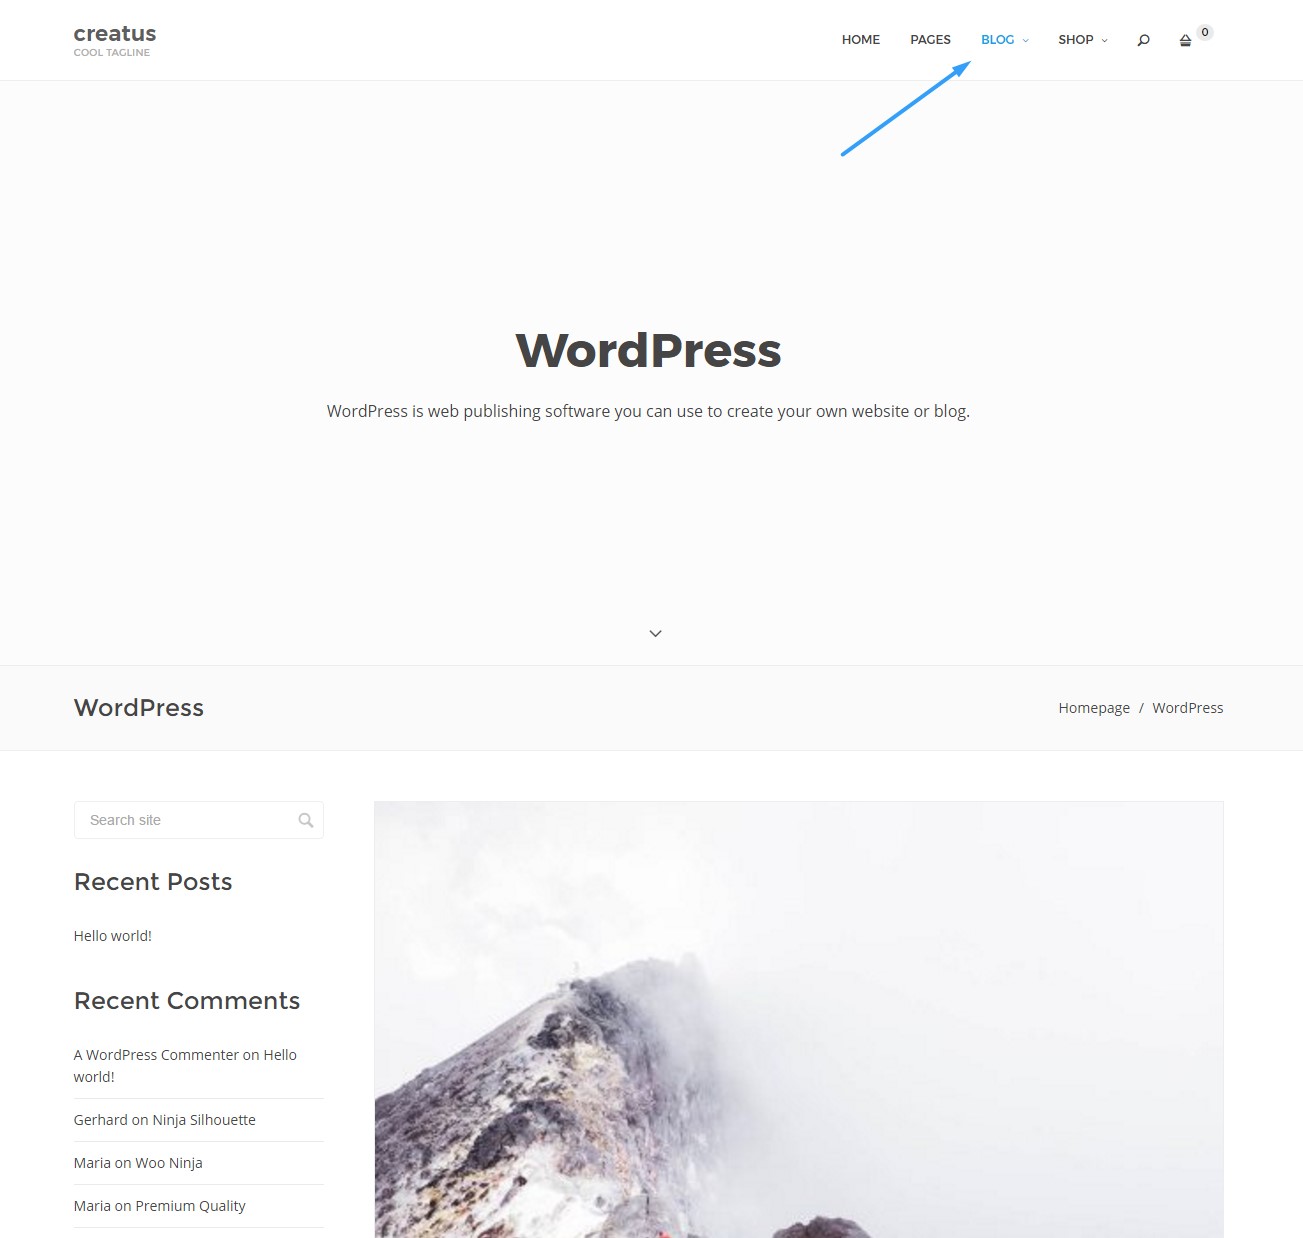 creatus
COOL TAGLINE
HOME PAGES BLOG SHOP 0
WordPress
WordPress is web publishing software you can use to create your own website or blog.
WordPress
Homepage / WordPress
Search site
Recent Posts
Hello world!
Recent Comments
A WordPress Commenter on Hello
world!
Gerhard on Ninja Silhouette
Maria on Woo Ninja
Maria on Premium Quality